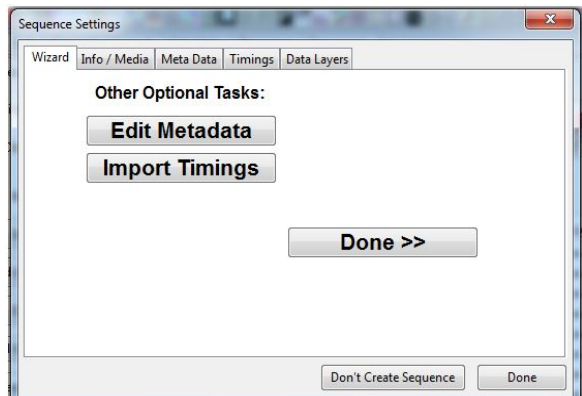 Sequence Settings
Wizard Info / Media Meta Data Timings Data Layers
Other Optional Tasks:
Edit Metadata
Import Timings
Done >>
Don't Create Sequence Done